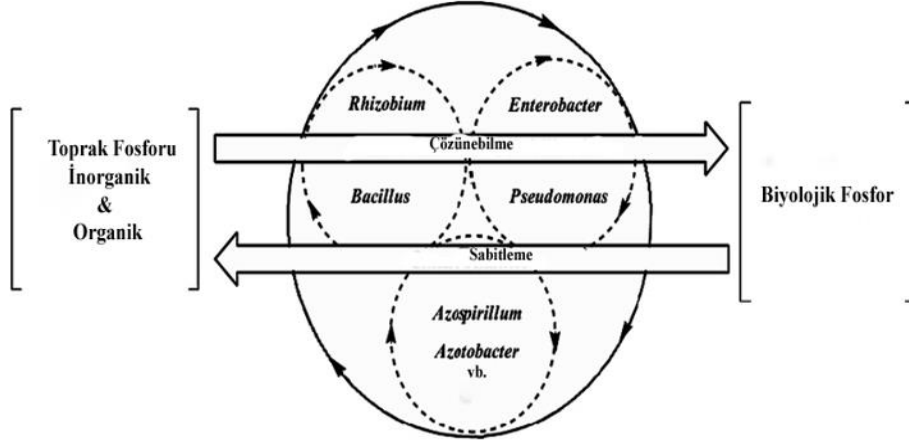 Rhizobium
Enterobacter
Toprak Fosforu
İnorganik
&
Organik
Çözünebilme
Bacillus
Pseudomonas
Biyolojik Fosfor
Sabitleme
Azospirillum
Azotobacter
vb.